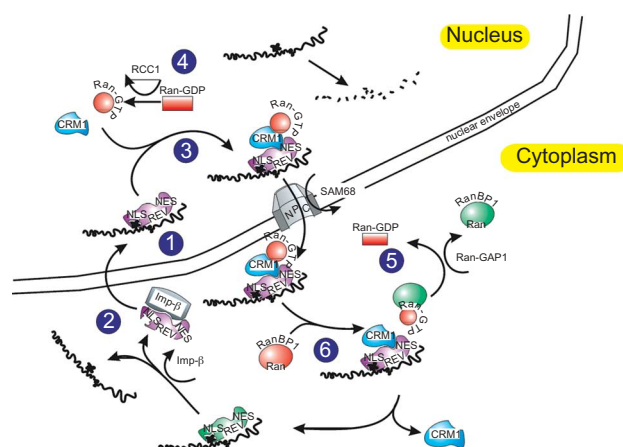 Nucleus
4
RCC1
Ran-GTP
Ran-GDP
CRM1
3
Ran-GTP
CRM1
NES
NLS
REV
nuclear envelope
Cytoplasm
SAM68
NPC
NES
NLS
REV
1
RanBP1
Ran
Ran-GDP
5
Ran-GAP1
Ran-GTP
CRM1
NES
NLS
REV
Imp-β
2
NLS
NES
REV
Imp-β
RanBP1
Ran
6
Ran-GTP
CRM1
NES
NLS
REV
NES
NLS
REV
CRM1